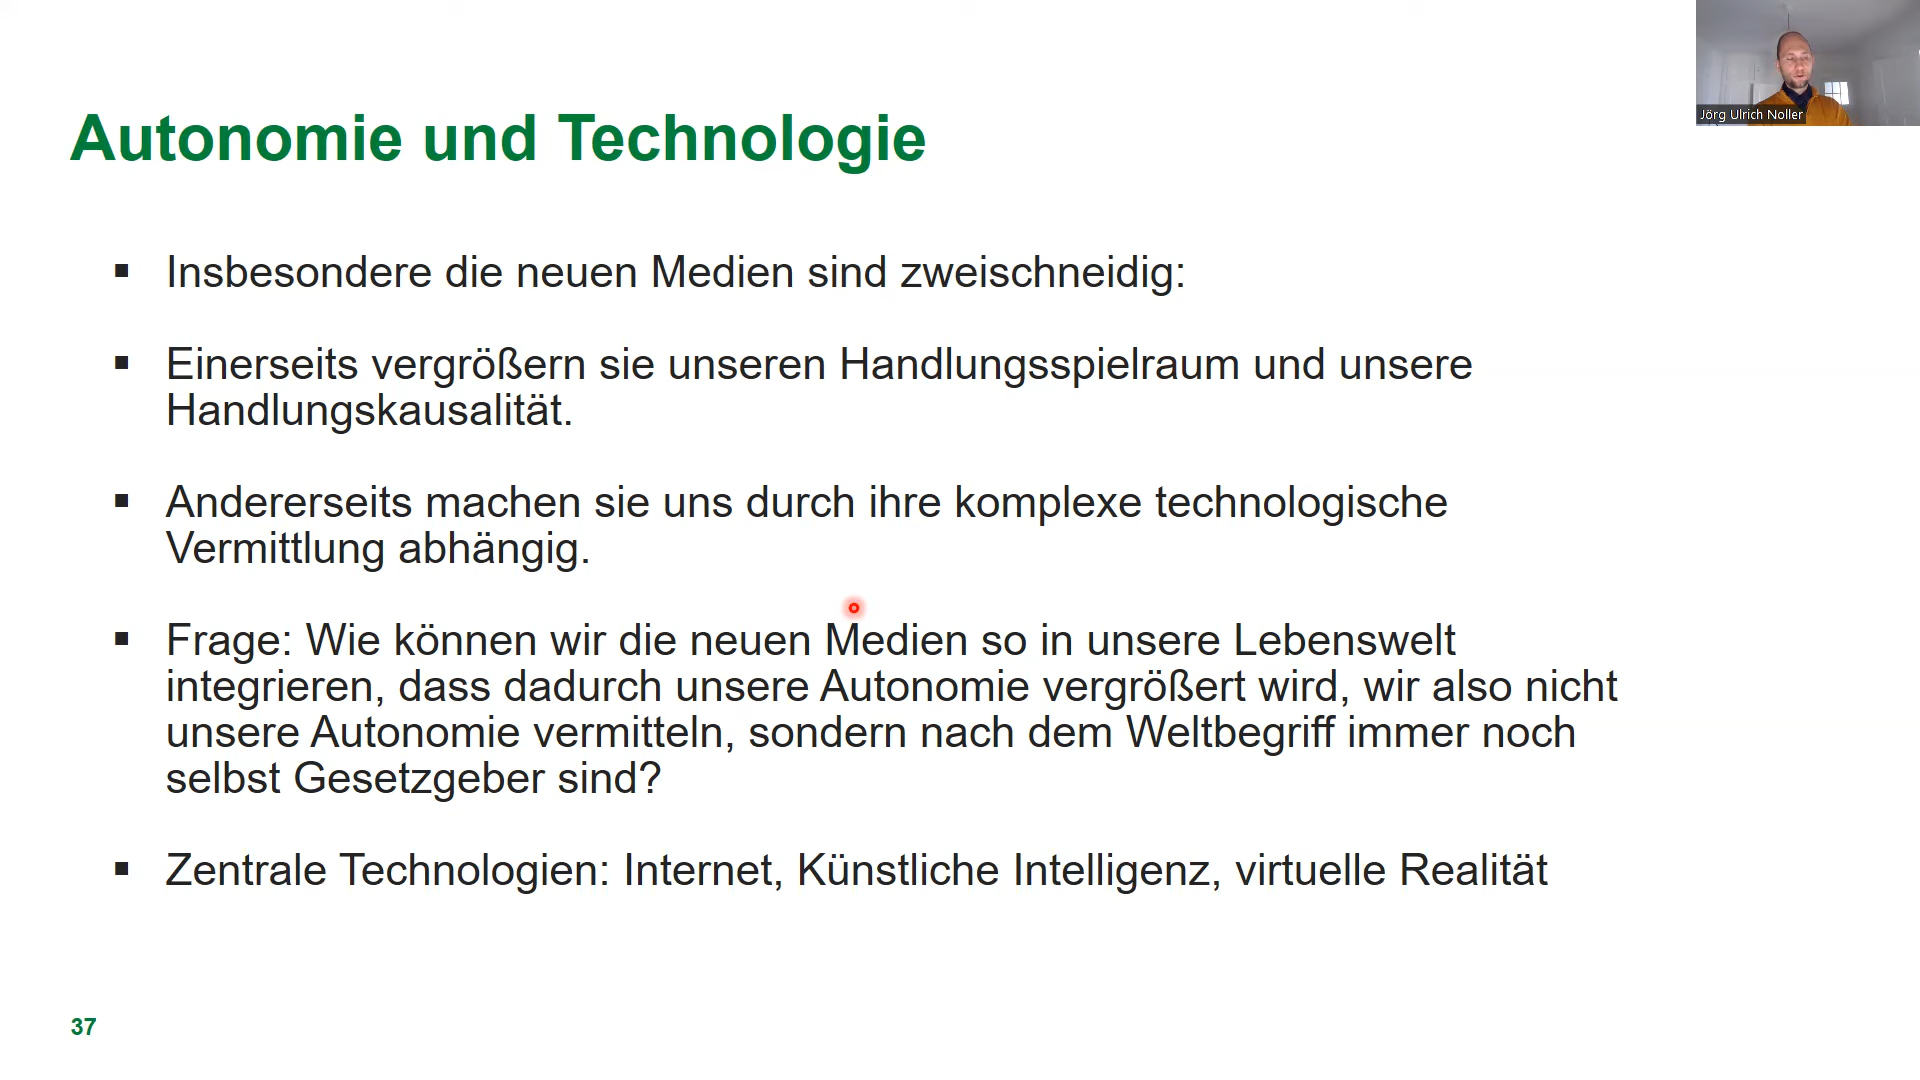 Jörg Ulrich Noller
Autonomie und Technologie
▪ Insbesondere die neuen Medien sind zweischneidig:
▪ Einerseits vergrößern sie unseren Handlungsspielraum und unsere
Handlungskausalität.
▪ Andererseits machen sie uns durch ihre komplexe technologische
Vermittlung abhängig.
▪ Frage: Wie können wir die neuen Medien so in unsere Lebenswelt
integrieren, dass dadurch unsere Autonomie vergrößert wird, wir also nicht
unsere Autonomie vermitteln, sondern nach dem Weltbegriff immer noch
selbst Gesetzgeber sind?
▪ Zentrale Technologien: Internet, Künstliche Intelligenz, virtuelle Realität
37